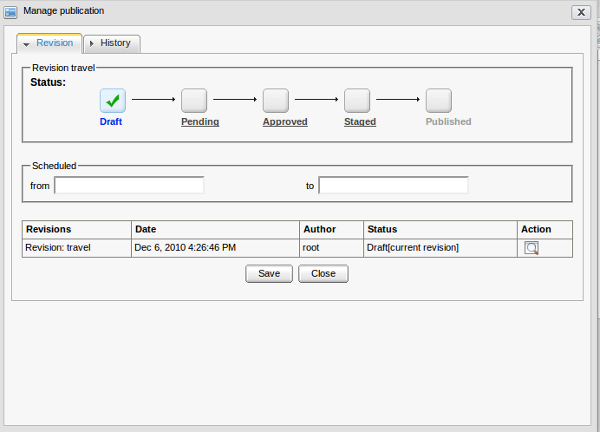 Manage publication
Revision History
Revision travel
Status:
Draft Pending Approved Staged Published
Scheduled
from to
Revisions Date Author Status Action
Revision: travel Dec 6, 2010 4:26:46 PM root Draft[current revision]
Save Close